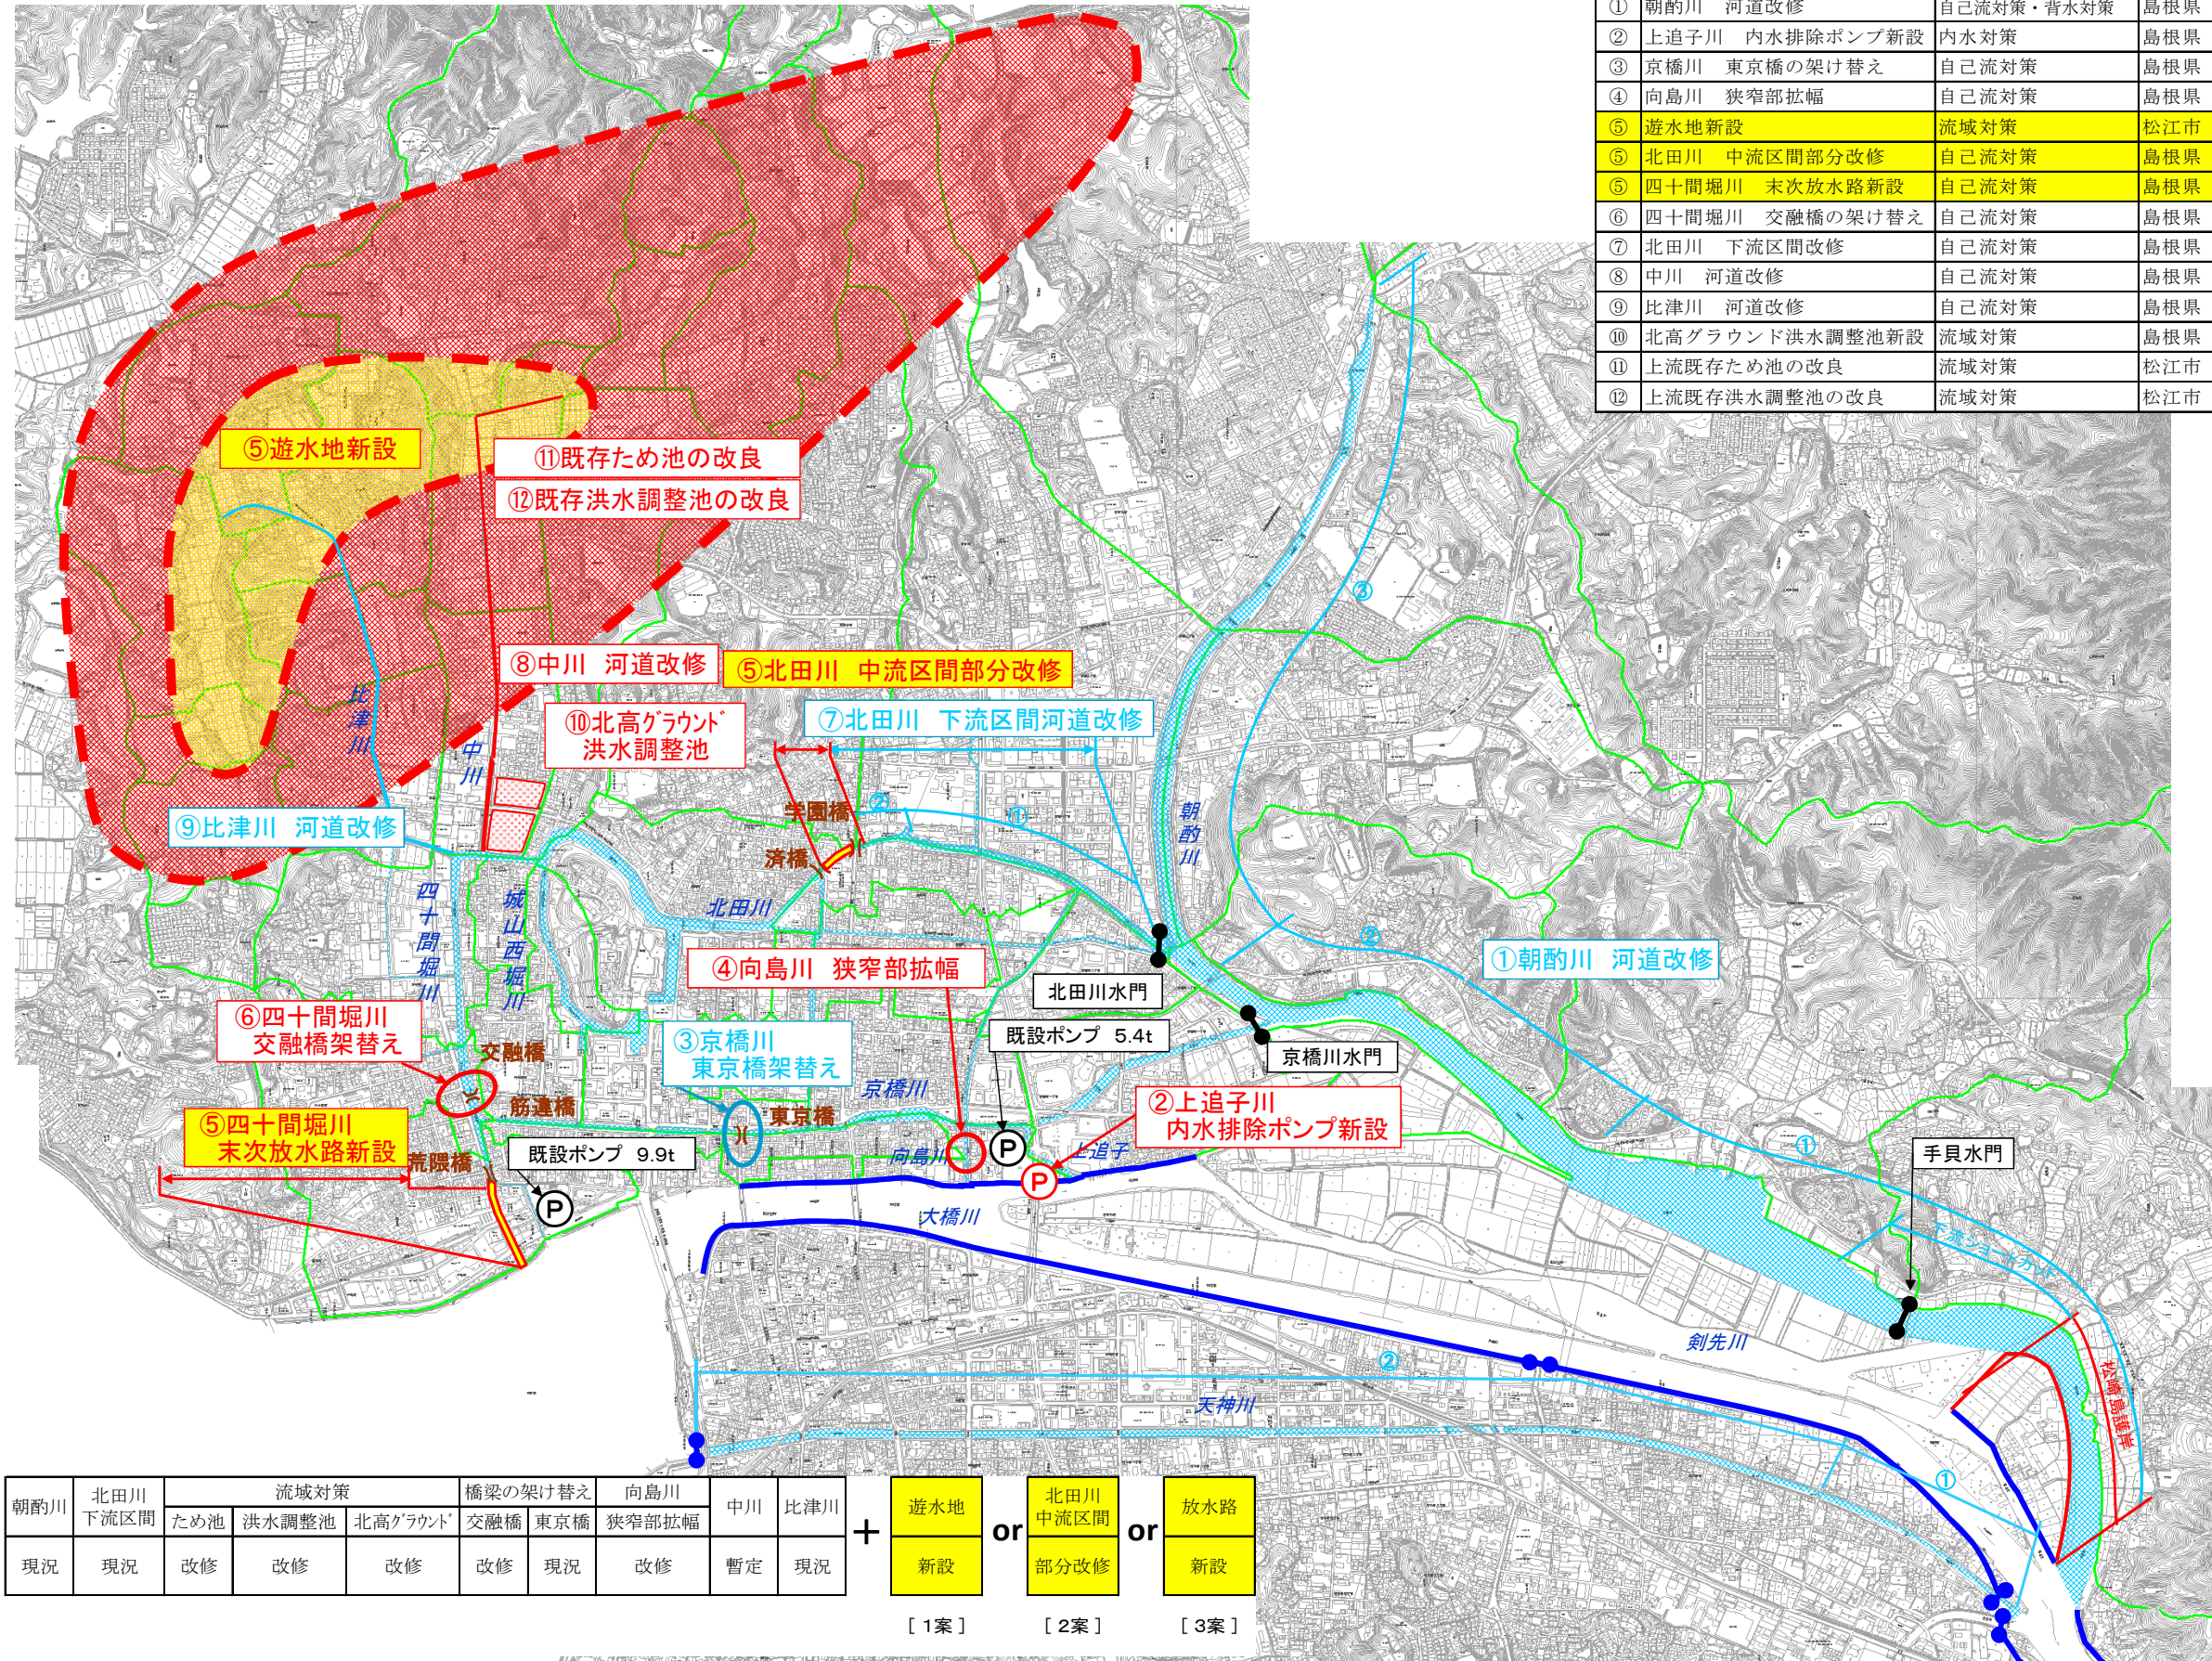 ① 朝酌川　河道改修 自己流対策・背水対策 島根県
② 上追子川　内水排除ポンプ新設 内水対策 島根県
③ 京橋川　東京橋の架け替え 自己流対策 島根県
④ 向島川　狭窄部拡幅 自己流対策 島根県
⑤ 遊水地新設 流域対策 松江市
⑤ 北田川　中流区間部分改修 自己流対策 島根県
⑤ 四十間堀川　末次放水路新設 自己流対策 島根県
⑥ 四十間堀川　交融橋の架け替え 自己流対策 島根県
⑦ 北田川　下流区間改修 自己流対策 島根県
⑧ 中川　河道改修 自己流対策 島根県
⑨ 比津川　河道改修 自己流対策 島根県
⑩ 北高グラウンド洪水調整池新設 流域対策 島根県
⑪ 上流既存ため池の改良 流域対策 松江市
⑫ 上流既存洪水調整池の改良 流域対策 松江市
⑤遊水地新設
⑪既存ため池の改良
⑫既存洪水調整池の改良
③
⑧中川　河道改修
⑤北田川　中流区間部分改修
比津川
中川
⑩北高グラウンド
洪水調整池
⑦北田川　下流区間河道改修
学園橋
②
①
朝酌川
⑨比津川　河道改修
済橋
四十間堀川
城山西堀川
北田川
②
①朝酌川　河道改修
④向島川　狭窄部拡幅
北田川水門
⑥四十間堀川
交融橋架替え
③京橋川
東京橋架替え
既設ポンプ 5.4t
京橋川水門
交融橋
筋違橋
京橋川
東京橋
②上追子川
内水排除ポンプ新設
⑤四十間堀川
末次放水路新設
荒隈橋
既設ポンプ 9.9t
向島川
P
上追子
P
①
手貝水門
P
大橋川
下流ショートカット
剣先川
②
天神川
松崎島護岸
①
朝酌川 北田川 流域対策 橋梁の架け替え 向島川 中川 比津川
下流区間 ため池 洪水調整池 北高グラウンド 交融橋 東京橋 狭窄部拡幅
現況 現況 改修 改修 改修 改修 現況 改修 暫定 現況
+
遊水地
新設
or
北田川
中流区間
部分改修
or
放水路
新設
[ 1案 ] [ 2案 ] [ 3案 ]